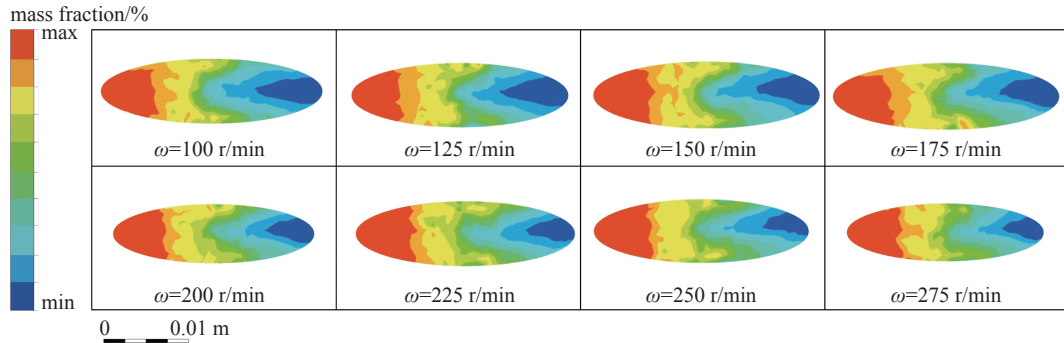 mass fraction/%
max
min
ω=100 r/min
ω=125 r/min
ω=150 r/min
ω=175 r/min
ω=200 r/min
ω=225 r/min
ω=250 r/min
ω=275 r/min
0 0.01 m